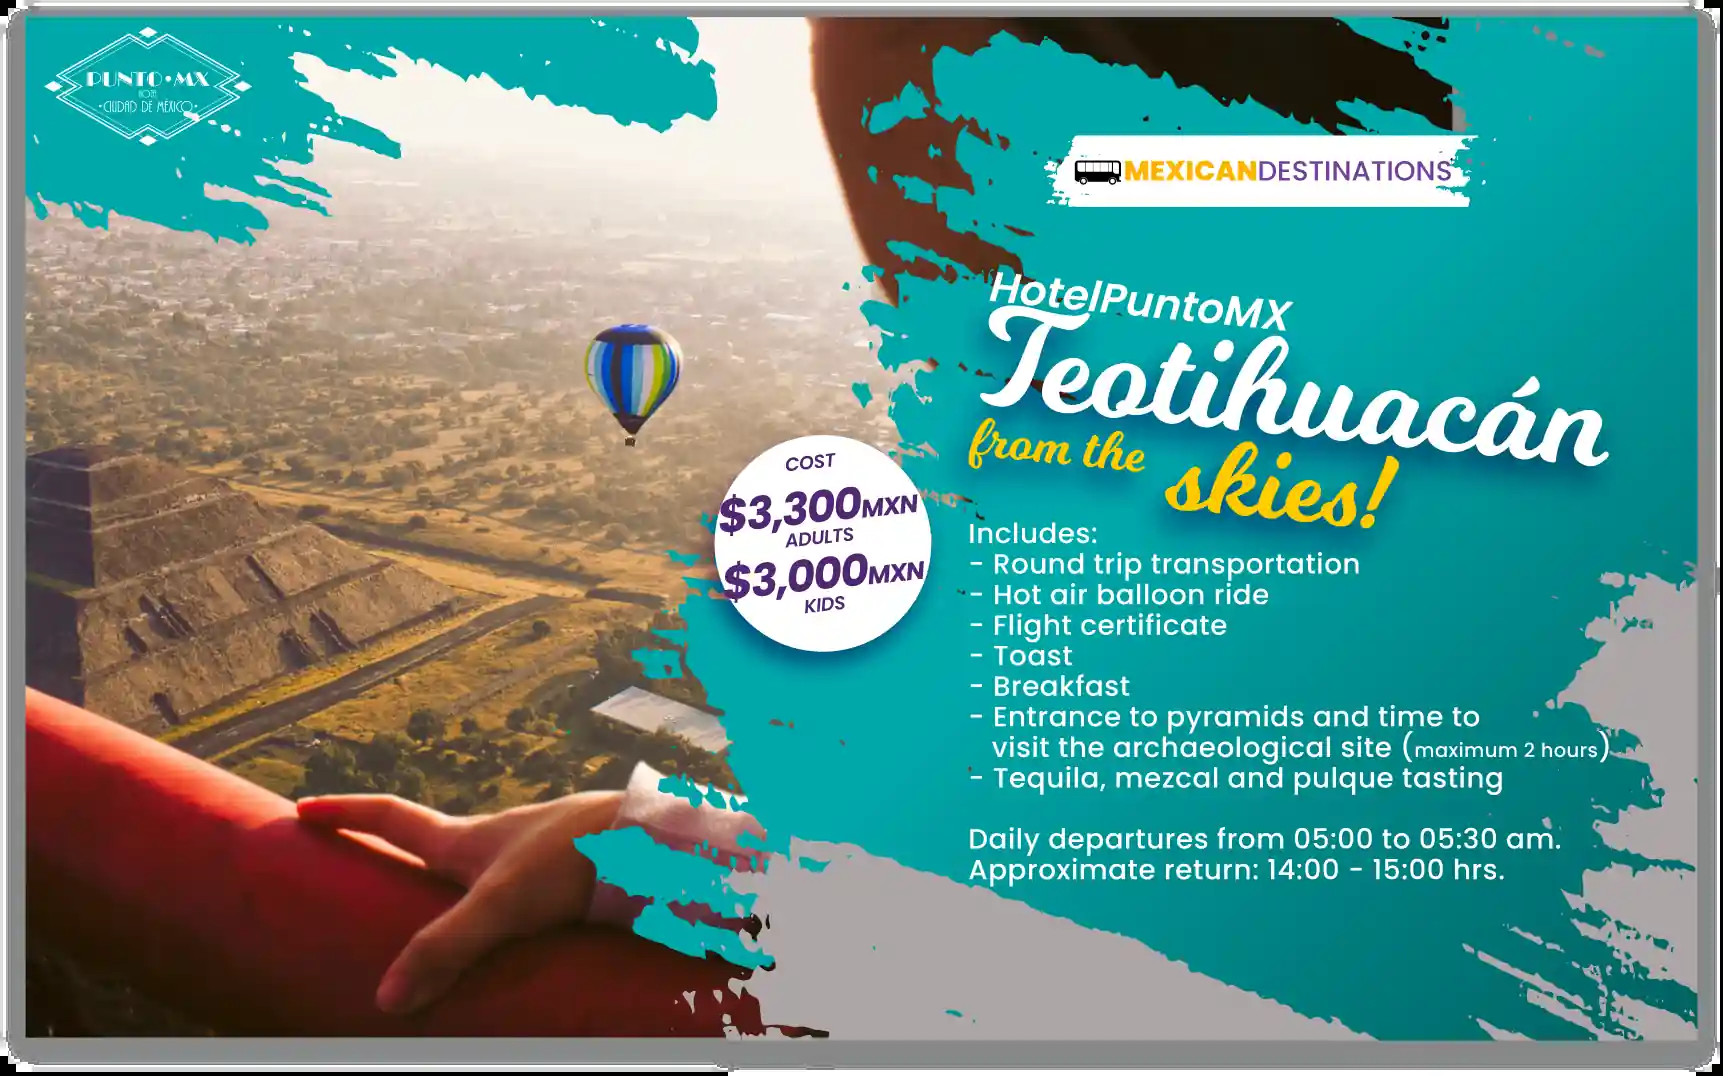 PUNTO • MX
HOTEL
• CIUDAD DE MÉXICO •
MEXICANDESTINATIONS
HotelPuntoMX
Teotihuacán
from the skies!
COST
$3,300MXN
ADULTS
$3,000MXN
KIDS
Includes:
- Round trip transportation
- Hot air balloon ride
- Flight certificate
- Toast
- Breakfast
- Entrance to pyramids and time to
visit the archaeological site (maximum 2 hours)
- Tequila, mezcal and pulque tasting
Daily departures from 05:00 to 05:30 am.
Approximate return: 14:00 - 15:00 hrs.